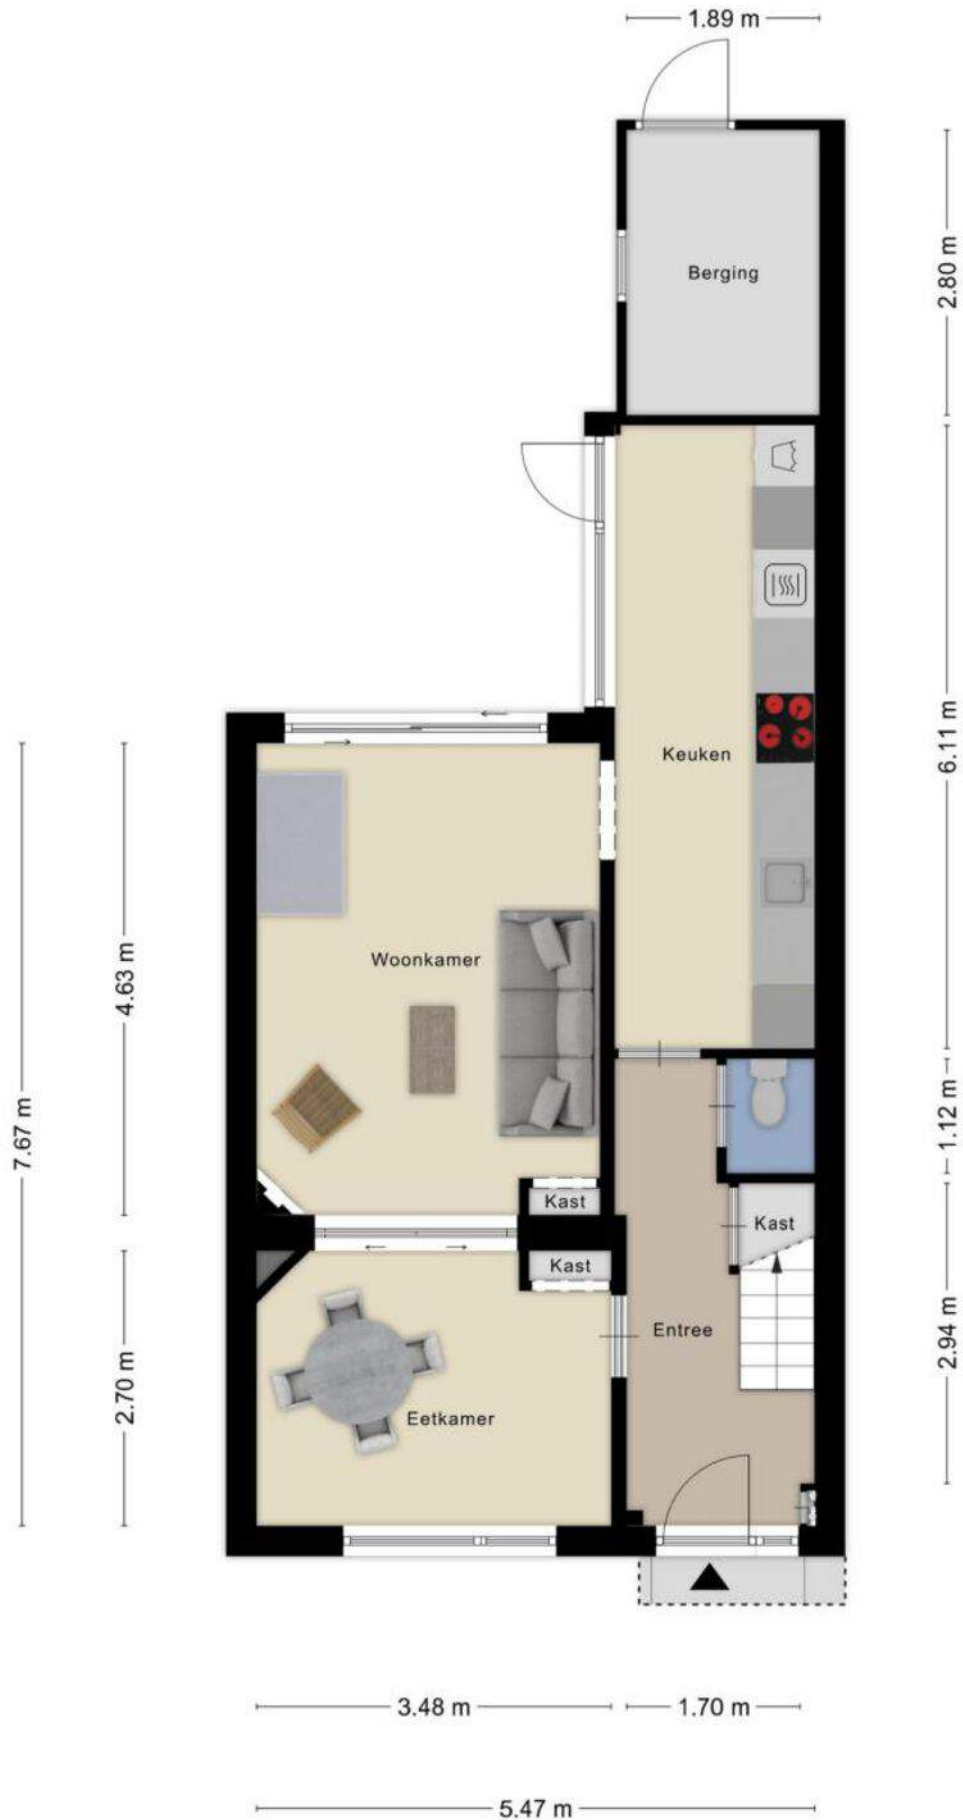 1.89 m
Berging
2.80 m
Keuken
6.11 m
Woonkamer
4.63 m
7.67 m
1.12 m
Kast
Kast
Kast
Entree
2.94 m
2.70 m
Eetkamer
3.48 m
1.70 m
5.47 m